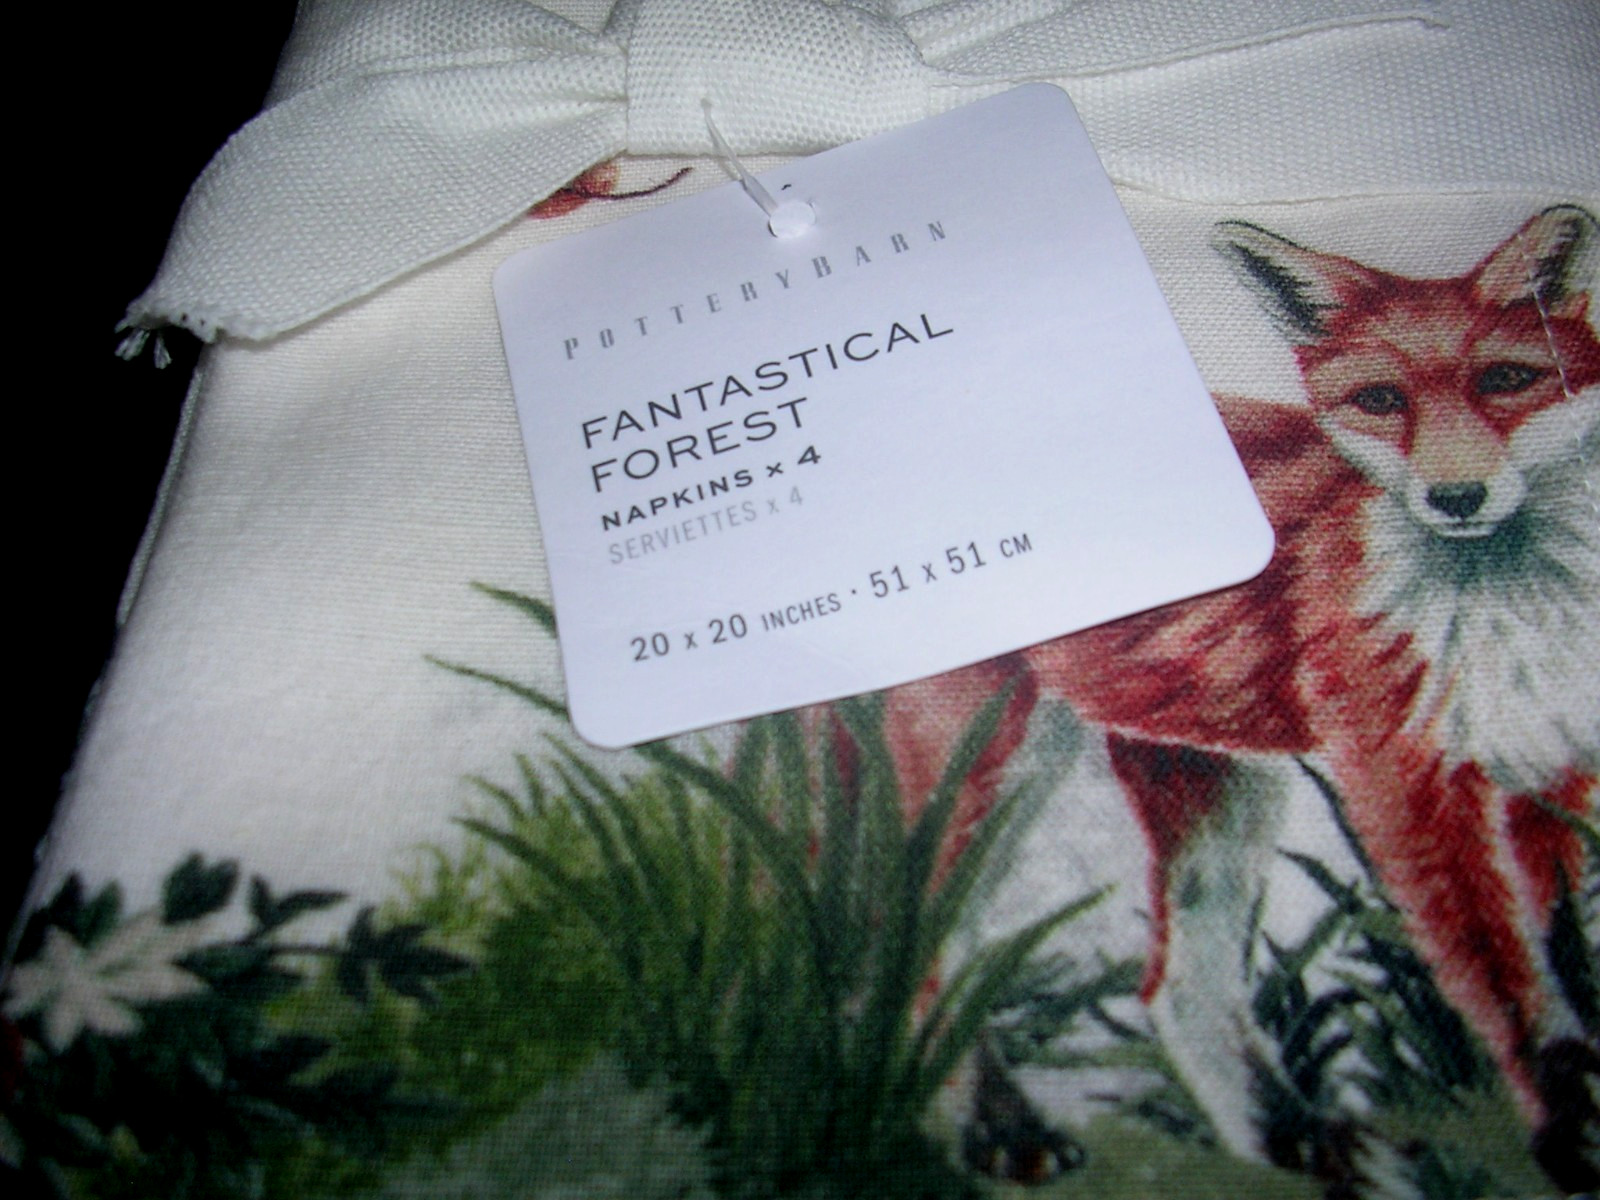 POTTERYBARN
FANTASTICAL
FOREST
NAPKINS x 4
SERVIETTES x 4
20 x 20 INCHES · 51 x 51 CM